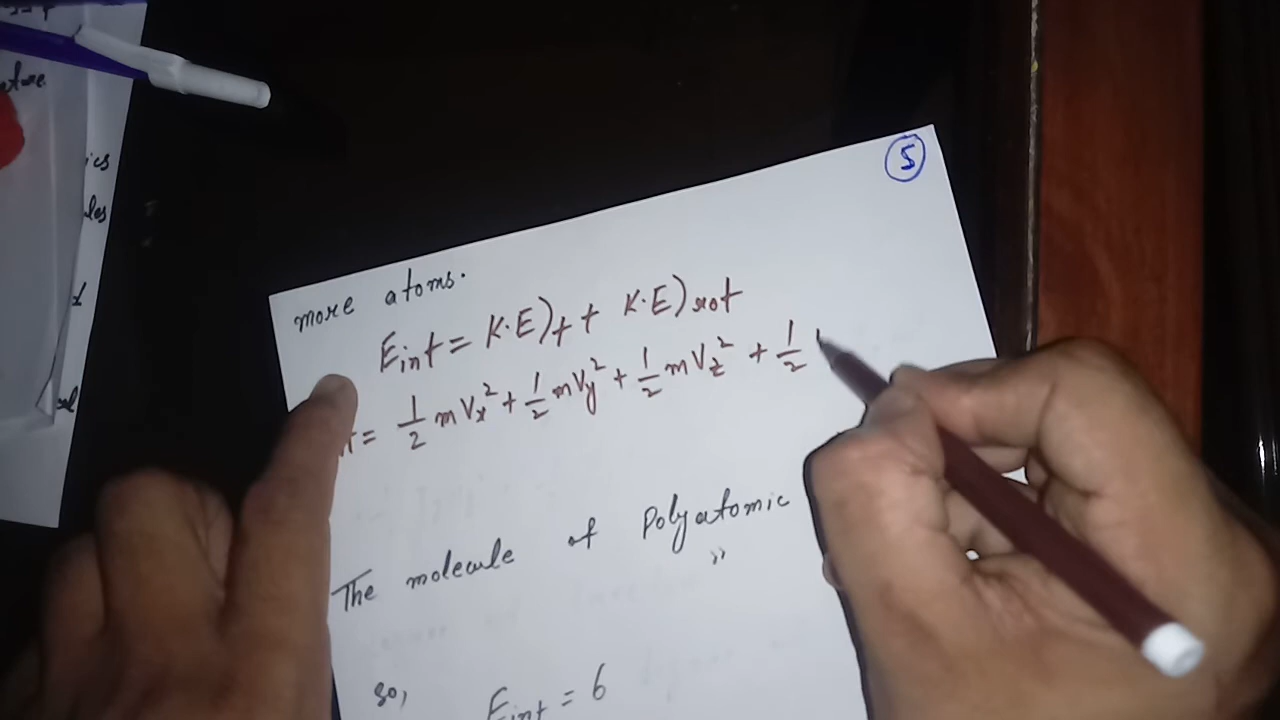 5
more atoms.
Eint = K.E)t + K.E)rot
= 1/2 mVx² + 1/2 mVy² + 1/2 mVz² + 1/2
The molecule of Polyatomic
"
so, Eint = 6
ics